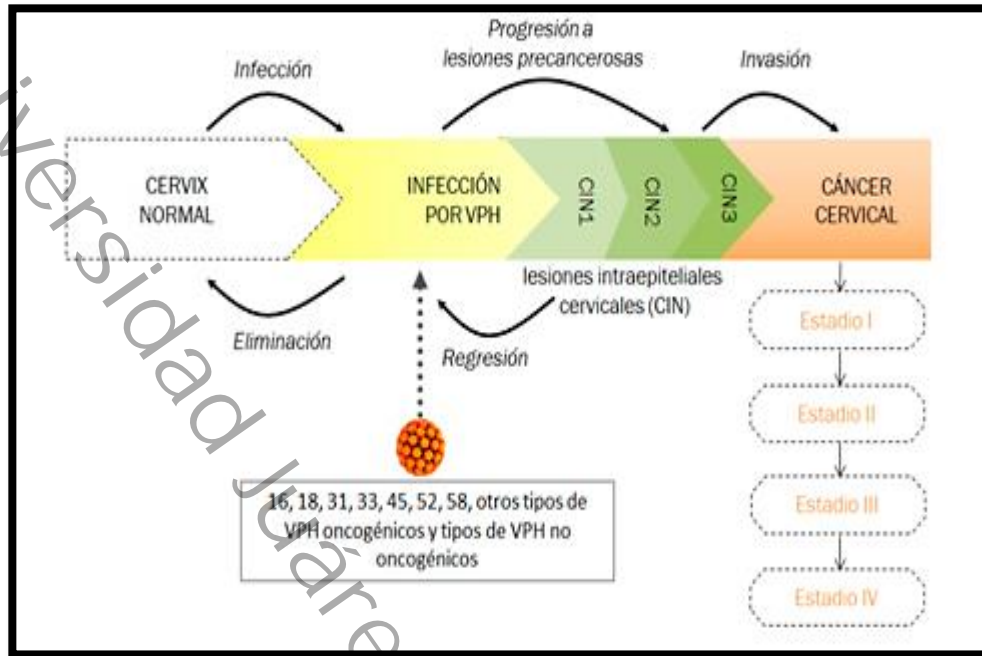 Progresión a
lesiones precancerosas
Infección
Invasión
CERVIX
NORMAL
INFECCIÓN
POR VPH
CIN1
CIN2
CIN3
CÁNCER
CERVICAL
lesiones intraepiteliales
cervicales (CIN)
Eliminación
Regresión
Estadio I
Estadio II
Estadio III
Estadio IV
16, 18, 31, 33, 45, 52, 58, otros tipos de
VPH oncogénicos y tipos de VPH no
oncogénicos
iversidad Juáre